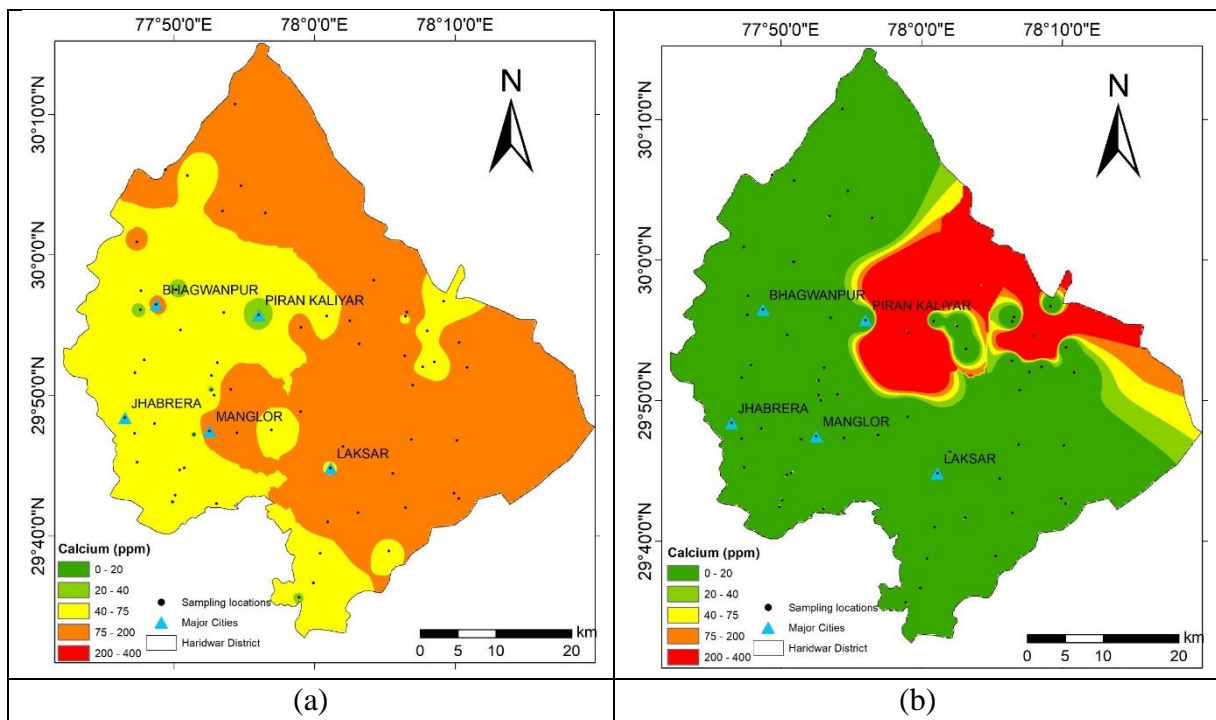 77°50'0"E 78°0'0"E 78°10'0"E
30°10'0"N
30°0'0"N
29°50'0"N
29°40'0"N
N
BHAGWANPUR
PIRAN KALIYAR
JHABRERA
MANGLOR
LAKSAR
Calcium (ppm)
0 - 20
20 - 40
40 - 75
75 - 200
200 - 400
Sampling locations
Major Cities
Haridwar District
km
0 5 10 20
(a)
77°50'0"E 78°0'0"E 78°10'0"E
30°10'0"N
30°0'0"N
29°50'0"N
29°40'0"N
N
BHAGWANPUR
PIRAN KALIYAR
JHABRERA
MANGLOR
LAKSAR
Calcium (ppm)
0 - 20
20 - 40
40 - 75
75 - 200
200 - 400
Sampling locations
Major Cities
Haridwar District
km
0 5 10 20
(b)